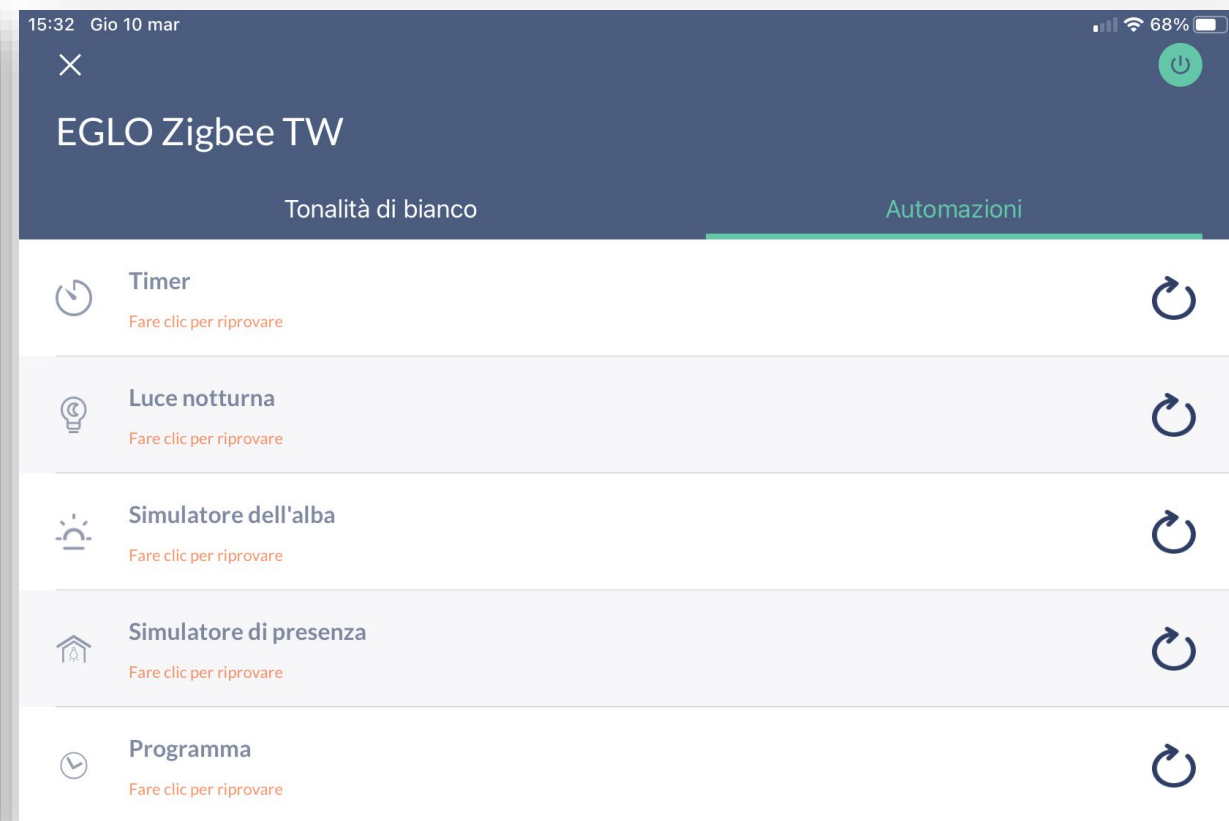 15:32 Gio 10 mar 68%
EGLO Zigbee TW
Tonalità di bianco Automazioni
Timer
Fare clic per riprovare
Luce notturna
Fare clic per riprovare
Simulatore dell'alba
Fare clic per riprovare
Simulatore di presenza
Fare clic per riprovare
Programma
Fare clic per riprovare